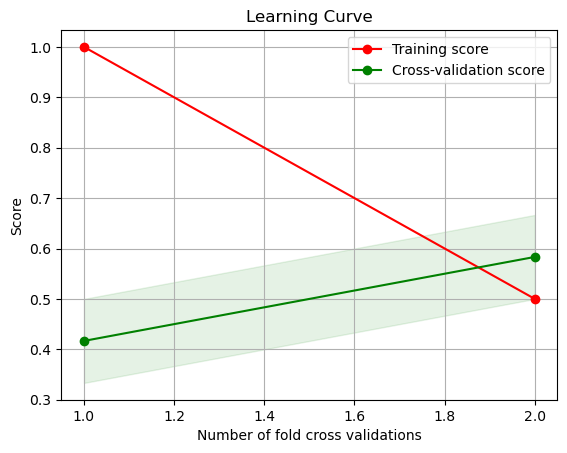 Learning Curve
Training score
Cross-validation score
Score
1.0
0.9
0.8
0.7
0.6
0.5
0.4
0.3
1.0
1.2
1.4
1.6
1.8
2.0
Number of fold cross validations